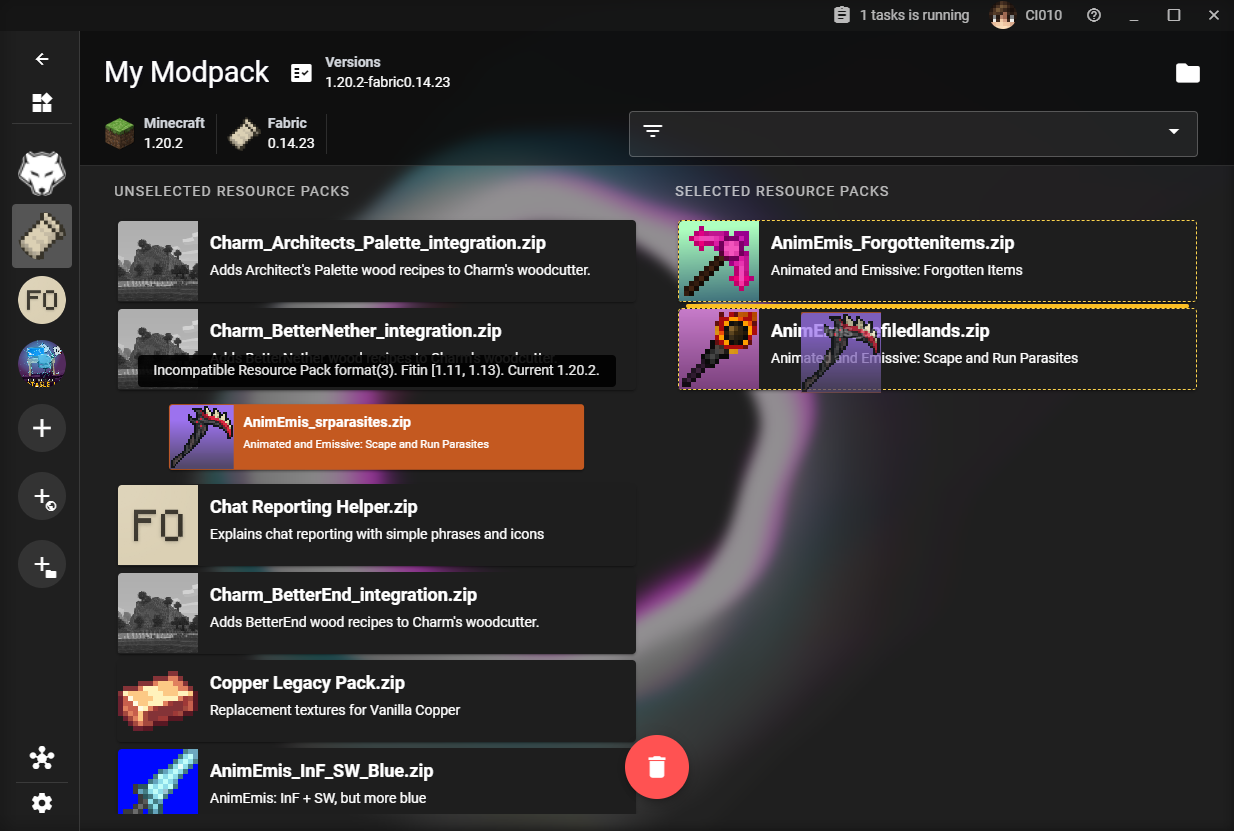 1 tasks is running
CI010
My Modpack
Versions
1.20.2-fabric0.14.23
Minecraft
1.20.2
Fabric
0.14.23
UNSELECTED RESOURCE PACKS
Charm_Architects_Palette_integration.zip
Adds Architect's Palette wood recipes to Charm's woodcutter.
Charm_BetterNether_integration.zip
Adds BetterNether wood recipes to Charm's woodcutter.
Incompatible Resource Pack format(3). Fitin [1.11, 1.13). Current 1.20.2.
AnimEmis_srparasites.zip
Animated and Emissive: Scape and Run Parasites
FO
Chat Reporting Helper.zip
Explains chat reporting with simple phrases and icons
Charm_BetterEnd_integration.zip
Adds BetterEnd wood recipes to Charm's woodcutter.
Copper Legacy Pack.zip
Replacement textures for Vanilla Copper
AnimEmis_InF_SW_Blue.zip
AnimEmis: InF + SW, but more blue
SELECTED RESOURCE PACKS
AnimEmis_Forgottenitems.zip
Animated and Emissive: Forgotten Items
Animated and Emissive: Scape and Run Parasites
FO